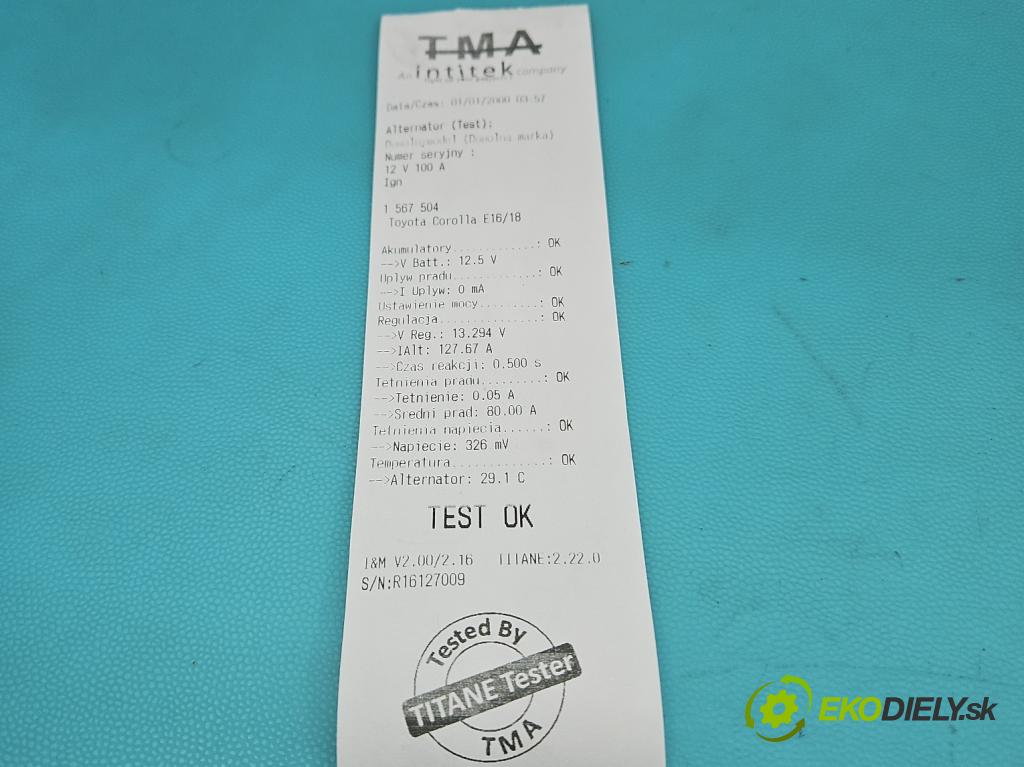 TMA
An intitek company
Data/Czas: 01/01/2000 03:57
Alternator (Test):
Dowolny model (Dowolna marka)
Numer seryjny :
12 V 100 A
Ign
1 567 504
Toyota Corolla E16/18
Akumulatory............: OK
-->V Batt.: 12.5 V
Uplyw pradu............: OK
-->I Uplyw: 0 mA
Ustawienie mocy........: OK
Regulacja..............: OK
-->V Reg.: 13.294 V
-->IAlt: 127.67 A
-->Czas reakcji: 0.500 s
Tetnienia pradu........: OK
-->Tetnienie: 0.05 A
-->Sredni prad: 80.00 A
Tetnienia napiecia.....: OK
-->Napiecie: 326 mV
Temperatura............: OK
-->Alternator: 29.1 C
TEST OK
I&M V2.00/2.16 TITANE:2.22.0
S/N:R16127009
Tested By
TITANE Tester
TMA
EKODIELY.sk